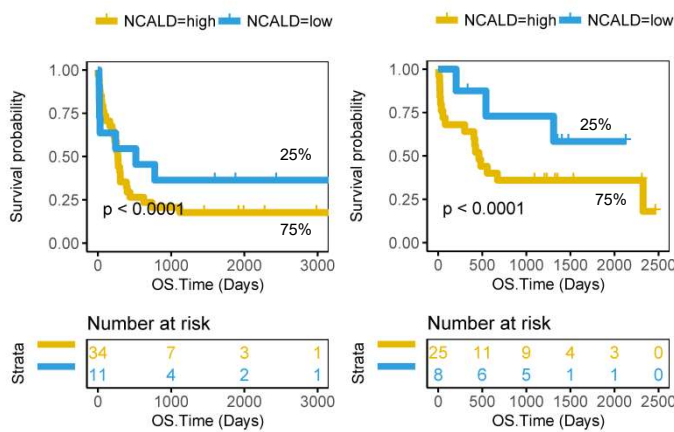 NCALD=high NCALD=low
Survival probability
1.00
0.75
0.50
0.25
0.00
25%
p < 0.0001
75%
0 1000 2000 3000
OS.Time (Days)
Number at risk
Strata
34 7 3 1
11 4 2 1
0 1000 2000 3000
OS.Time (Days)
NCALD=high NCALD=low
Survival probability
1.00
0.75
0.50
0.25
0.00
25%
75%
p < 0.0001
0 500 1000 1500 2000 2500
OS.Time (Days)
Number at risk
Strata
25 11 9 4 3 0
8 6 5 1 1 0
0 500 1000 1500 2000 2500
OS.Time (Days)